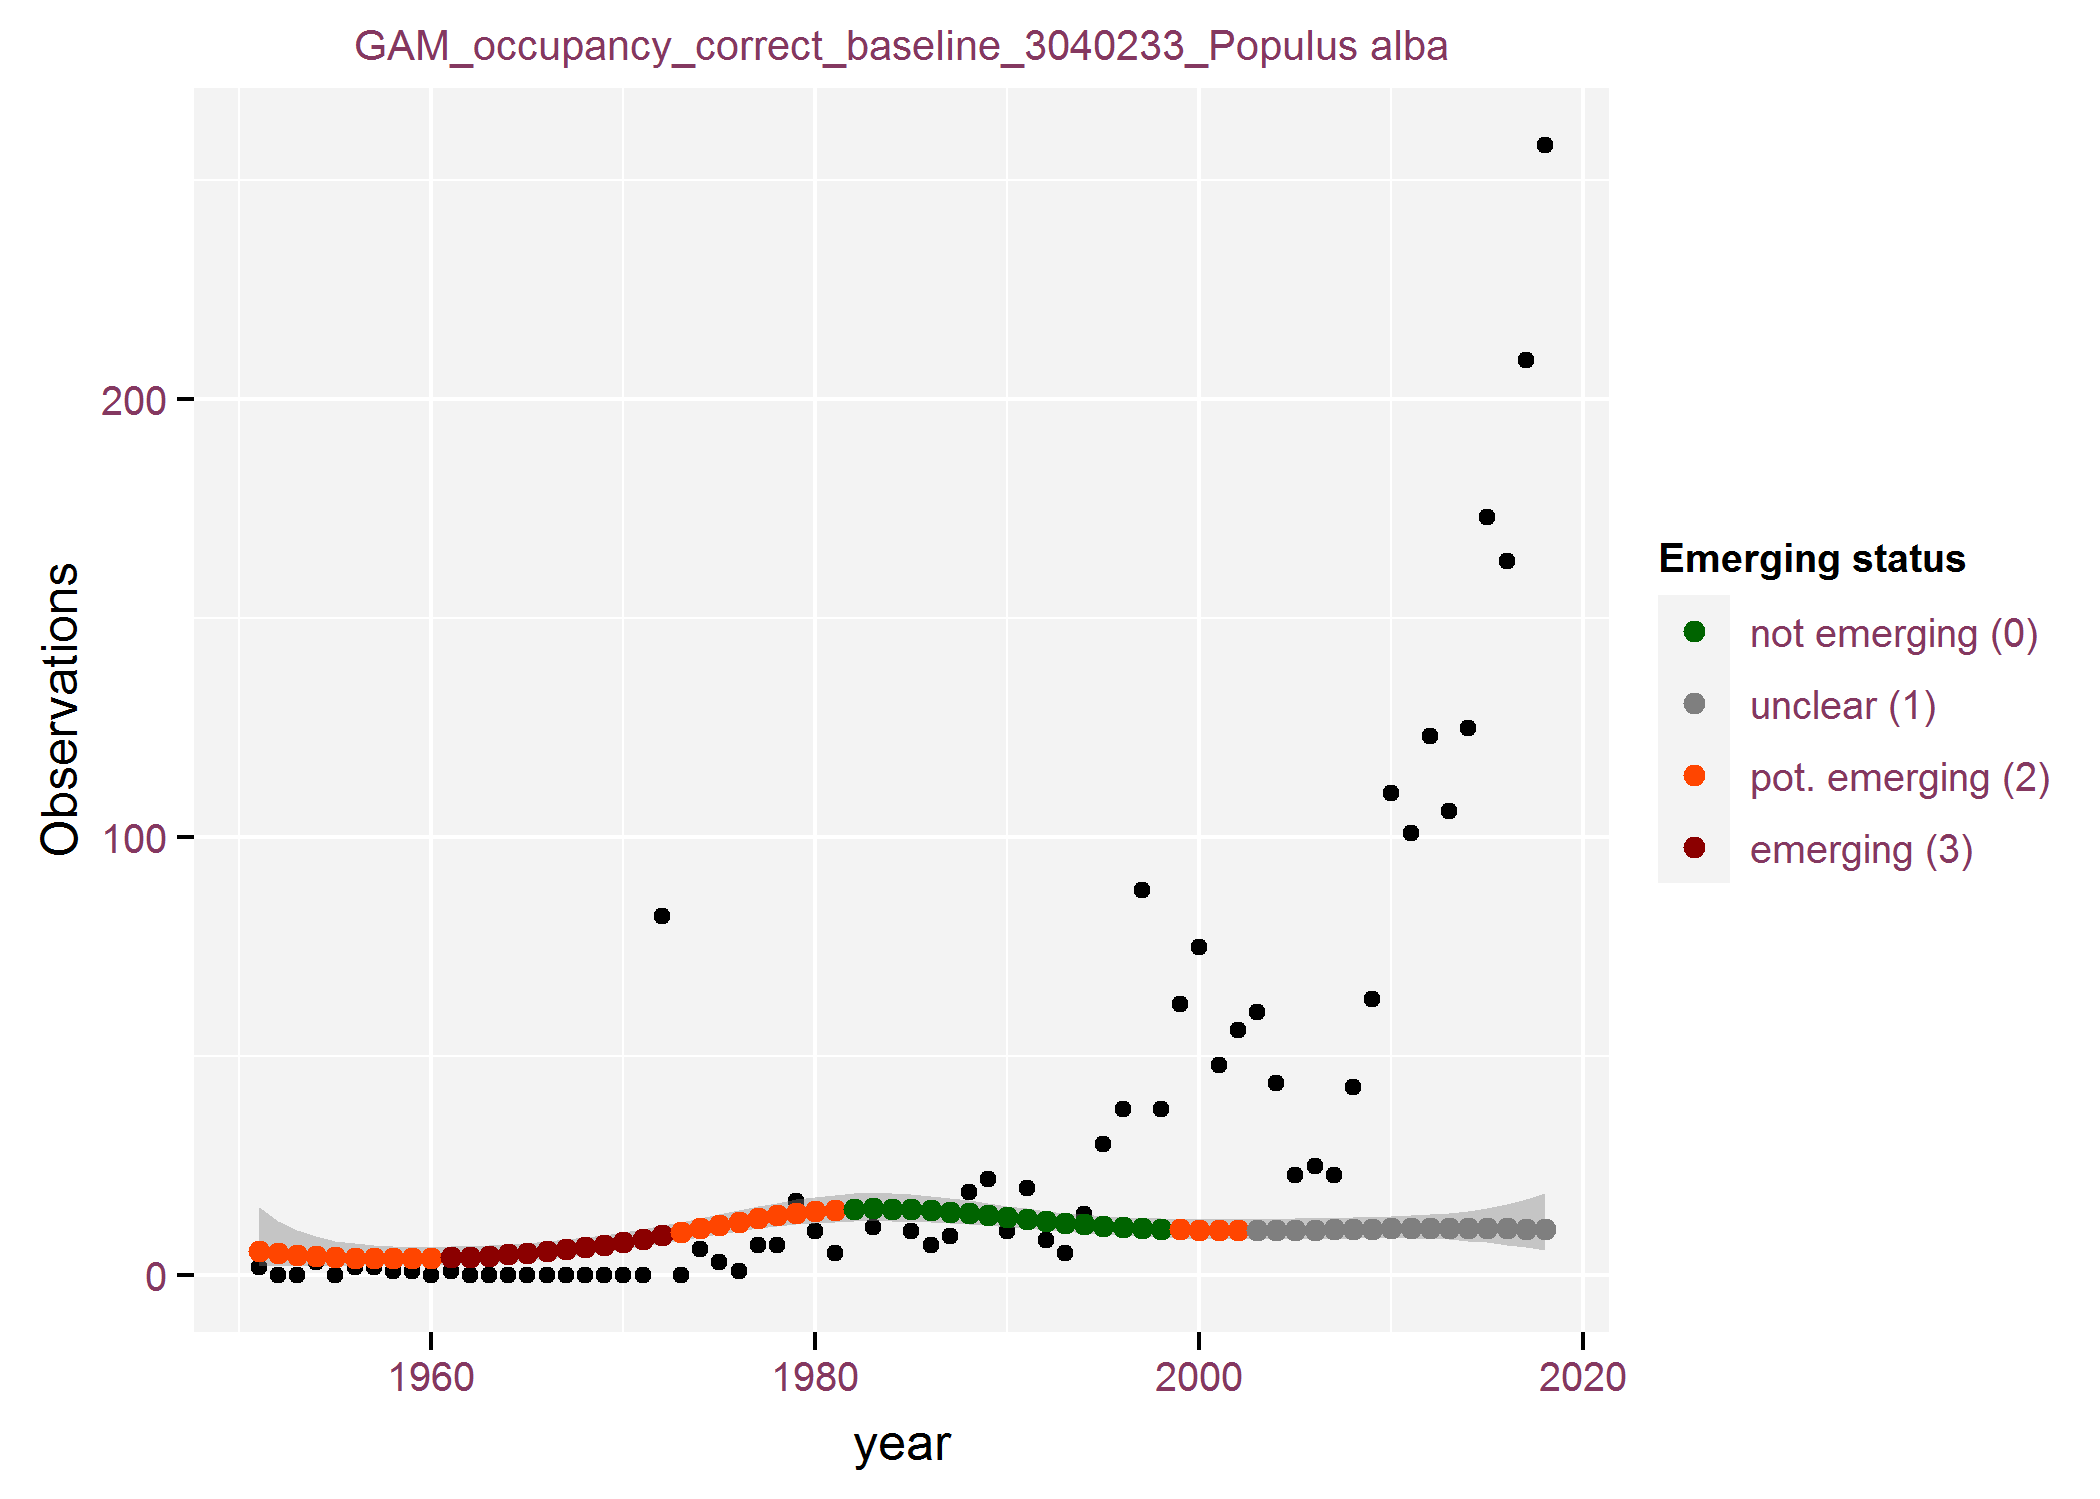 GAM_occupancy_correct_baseline_3040233_Populus alba
Observations
200
100
0
1960
1980
2000
2020
year
Emerging status
not emerging (0)
unclear (1)
pot. emerging (2)
emerging (3)